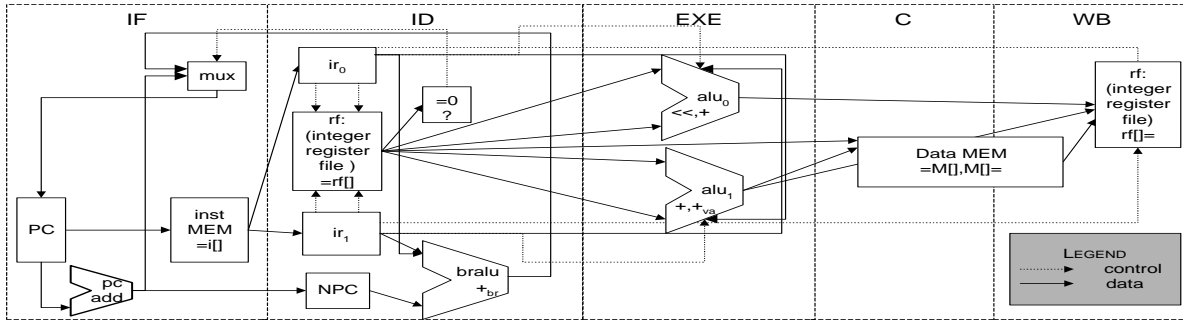 IF
ID
EXE
C
WB
mux
PC
pc
add
inst
MEM
=i[]
ir0
rf:
(integer
register
file )
=rf[]
ir1
NPC
=0
?
bralu
+br
alu0
<<,+
alu1
+,+va
Data MEM
=M[],M[]=
rf:
(integer
register
file)
rf[]=
LEGEND
control
data